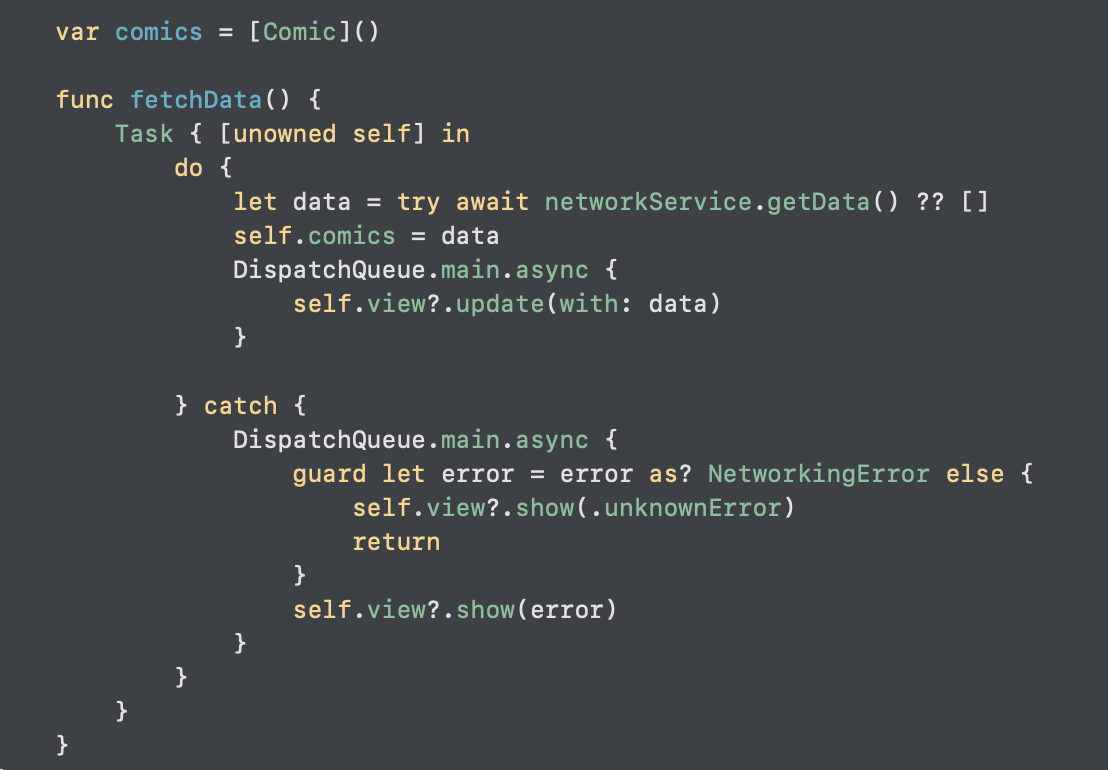 var comics = [Comic]()
func fetchData() {
Task { [unowned self] in
do {
let data = try await networkService.getData() ?? []
self.comics = data
DispatchQueue.main.async {
self.view?.update(with: data)
}
} catch {
DispatchQueue.main.async {
guard let error = error as? NetworkingError else {
self.view?.show(.unknownError)
return
}
self.view?.show(error)
}
}
}
}